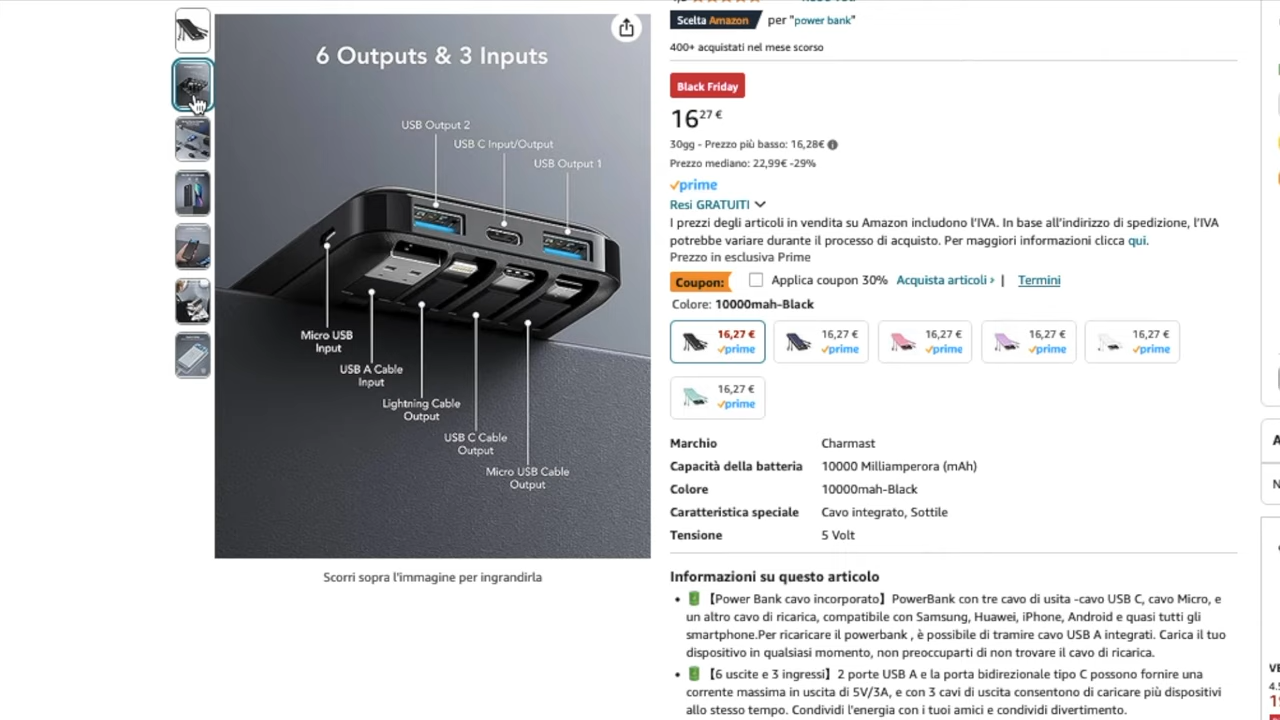 6 Outputs & 3 Inputs
USB Output 2
USB C Input/Output
USB Output 1
Micro USB
Input
USB A Cable
Input
Lightning Cable
Output
USB C Cable
Output
Micro USB Cable
Output
Scorri sopra l'immagine per ingrandirla
Scelta Amazon per "power bank"
400+ acquistati nel mese scorso
Black Friday
16 27 €
30gg - Prezzo più basso: 16,28€
Prezzo mediano: 22,99€ -29%
prime
Resi GRATUITI
I prezzi degli articoli in vendita su Amazon includono l'IVA. In base all'indirizzo di spedizione, l'IVA
potrebbe variare durante il processo di acquisto. Per maggiori informazioni clicca qui.
Prezzo in esclusiva Prime
Coupon: Applica coupon 30% Acquista articoli › | Termini
Colore: 10000mah-Black
16,27 € 16,27 € 16,27 € 16,27 € 16,27 €
prime prime prime prime prime
16,27 €
prime
Marchio Charmast
Capacità della batteria 10000 Milliamperora (mAh)
Colore 10000mah-Black
Caratteristica speciale Cavo integrato, Sottile
Tensione 5 Volt
Informazioni su questo articolo
• 【Power Bank cavo incorporato】PowerBank con tre cavo di usita -cavo USB C, cavo Micro, e
un altro cavo di ricarica, compatibile con Samsung, Huawei, iPhone, Android e quasi tutti gli
smartphone.Per ricaricare il powerbank , è possibile di tramire cavo USB A integrati. Carica il tuo
dispositivo in qualsiasi momento, non preoccuparti di non trovare il cavo di ricarica.
• 【6 uscite e 3 ingressi】2 porte USB A e la porta bidirezionale tipo C possono fornire una
corrente massima in uscita di 5V/3A, e con 3 cavi di uscita consentono di caricare più dispositivi
allo stesso tempo. Condividi l'energia con i tuoi amici e condividi divertimento.